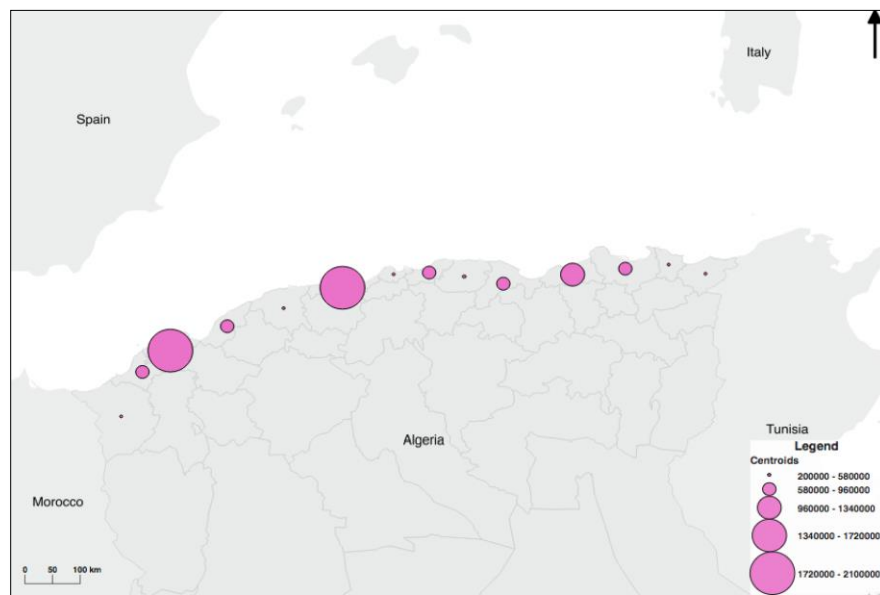 Italy
Spain
Algeria
Tunisia
Morocco
Legend
Centroids
200000 - 580000
580000 - 960000
960000 - 1340000
1340000 - 1720000
1720000 - 2100000
0 50 100 km